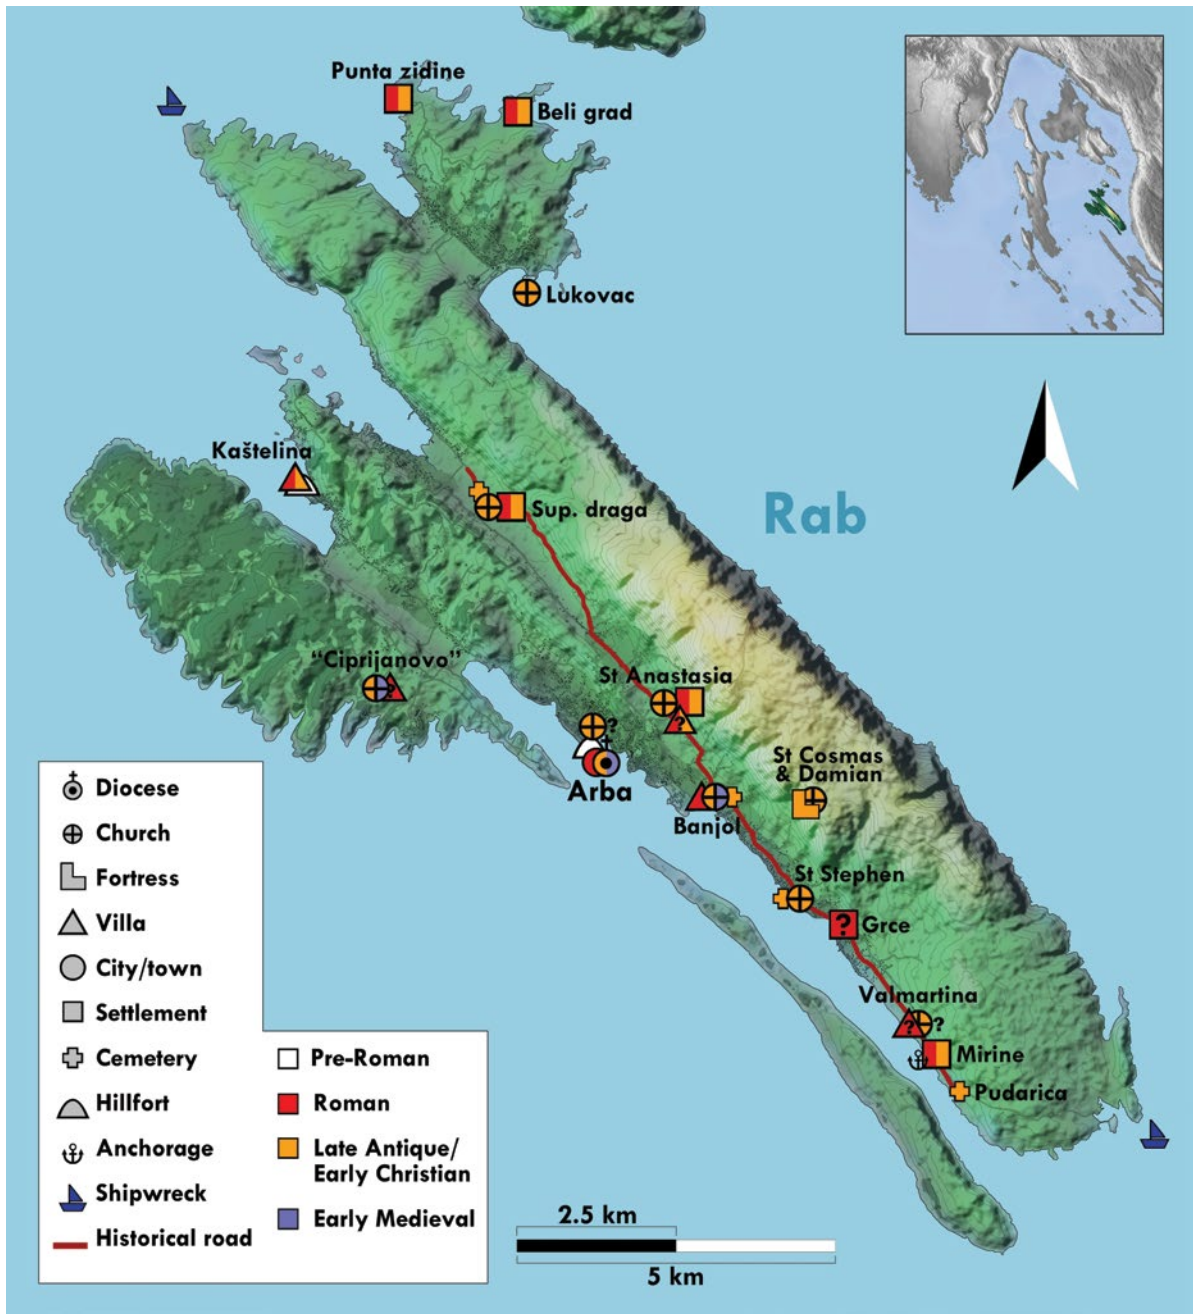 Punta zidine
Beli grad
Lukovac
Kaštelina
Rab
Sup. draga
"Ciprijanovo"
?
St Anastasia
?
?
St Cosmas
& Damian
Arba
Banjol
St Stephen
?
Grce
Valmartina
?
?
Mirine
Pudarica
Diocese
Church
Fortress
Villa
City/town
Settlement
Cemetery
Hillfort
Anchorage
Shipwreck
Historical road
Pre-Roman
Roman
Late Antique/
Early Christian
Early Medieval
2.5 km
5 km